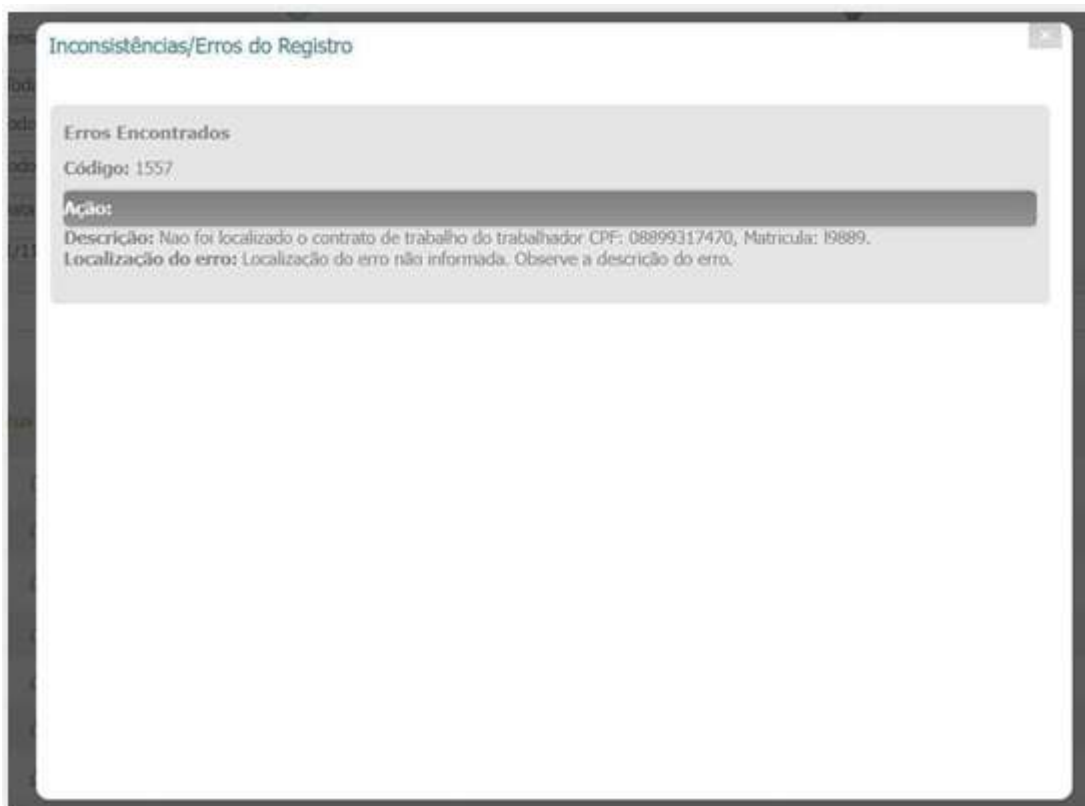 Inconsistências/Erros do Registro
Erros Encontrados
Código: 1557
Ação:
Descrição: Nao foi localizado o contrato de trabalho do trabalhador CPF: 08899317470, Matricula: I9889.
Localização do erro: Localização do erro não informada. Observe a descrição do erro.